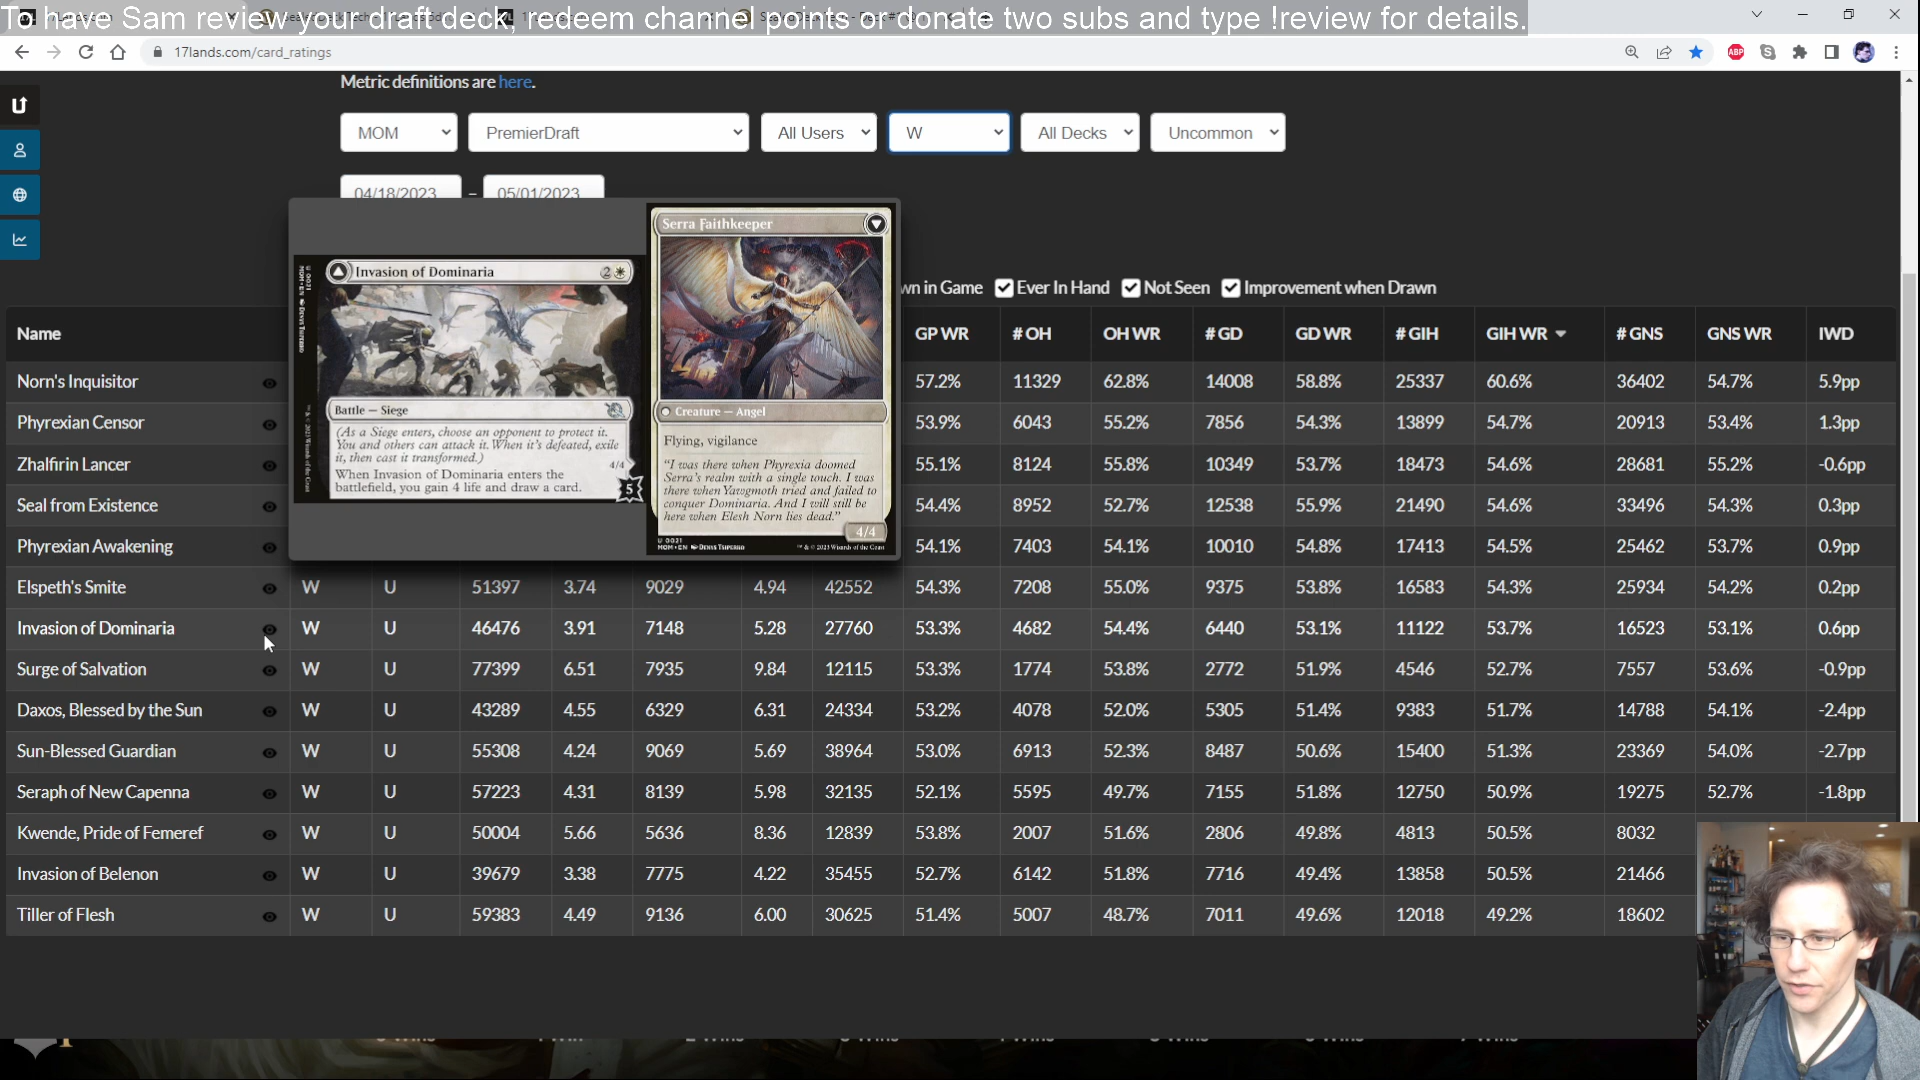 To have Sam review your draft deck, redeem channel points or donate two subs and type !review for details.
17lands.com/card_ratings
ABP
Metric definitions are here.
MOM PremierDraft All Users W All Decks Uncommon
04/18/2023 – 05/01/2023
wn in Game Ever In Hand Not Seen Improvement when Drawn
Invasion of Dominaria 2
Battle — Siege
(As a Siege enters, choose an opponent to protect it.
You and others can attack it. When it's defeated, exile
it, then cast it transformed.)
4/4
When Invasion of Dominaria enters the
battlefield, you gain 4 life and draw a card.
5
Serra Faithkeeper
Creature — Angel
Flying, vigilance
"I was there when Phyrexia doomed
Serra's realm with a single touch. I was
there when Yawgmoth tried and failed to
conquer Dominaria. And I will still be
here when Elesh Norn lies dead."
4/4
U 0021
MOM • EN
™ & © 2023 Wizards of the Coast
Name GP WR # OH OH WR # GD GD WR # GIH GIH WR # GNS GNS WR IWD
Norn's Inquisitor 57.2% 11329 62.8% 14008 58.8% 25337 60.6% 36402 54.7% 5.9pp
Phyrexian Censor 53.9% 6043 55.2% 7856 54.3% 13899 54.7% 20913 53.4% 1.3pp
Zhalfirin Lancer 55.1% 8124 55.8% 10349 53.7% 18473 54.6% 28681 55.2% -0.6pp
Seal from Existence 54.4% 8952 52.7% 12538 55.9% 21490 54.6% 33496 54.3% 0.3pp
Phyrexian Awakening 54.1% 7403 54.1% 10010 54.8% 17413 54.5% 25462 53.7% 0.9pp
Elspeth's Smite W U 51397 3.74 9029 4.94 42552 54.3% 7208 55.0% 9375 53.8% 16583 54.3% 25934 54.2% 0.2pp
Invasion of Dominaria W U 46476 3.91 7148 5.28 27760 53.3% 4682 54.4% 6440 53.1% 11122 53.7% 16523 53.1% 0.6pp
Surge of Salvation W U 77399 6.51 7935 9.84 12115 53.3% 1774 53.8% 2772 51.9% 4546 52.7% 7557 53.6% -0.9pp
Daxos, Blessed by the Sun W U 43289 4.55 6329 6.31 24334 53.2% 4078 52.0% 5305 51.4% 9383 51.7% 14788 54.1% -2.4pp
Sun-Blessed Guardian W U 55308 4.24 9069 5.69 38964 53.0% 6913 52.3% 8487 50.6% 15400 51.3% 23369 54.0% -2.7pp
Seraph of New Capenna W U 57223 4.31 8139 5.98 32135 52.1% 5595 49.7% 7155 51.8% 12750 50.9% 19275 52.7% -1.8pp
Kwende, Pride of Femeref W U 50004 5.66 5636 8.36 12839 53.8% 2007 51.6% 2806 49.8% 4813 50.5% 8032
Invasion of Belenon W U 39679 3.38 7775 4.22 35455 52.7% 6142 51.8% 7716 49.4% 13858 50.5% 21466
Tiller of Flesh W U 59383 4.49 9136 6.00 30625 51.4% 5007 48.7% 7011 49.6% 12018 49.2% 18602